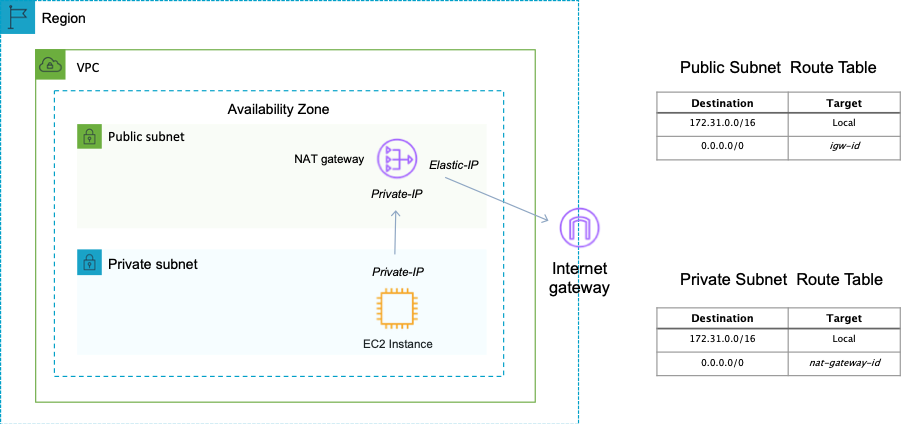 Region
VPC
Availability Zone
Public subnet
NAT gateway
Elastic-IP
Private-IP
Private subnet
Private-IP
EC2 Instance
Internet
gateway
Public Subnet Route Table
Destination Target
172.31.0.0/16 Local
0.0.0.0/0 igw-id
Private Subnet Route Table
Destination Target
172.31.0.0/16 Local
0.0.0.0/0 nat-gateway-id